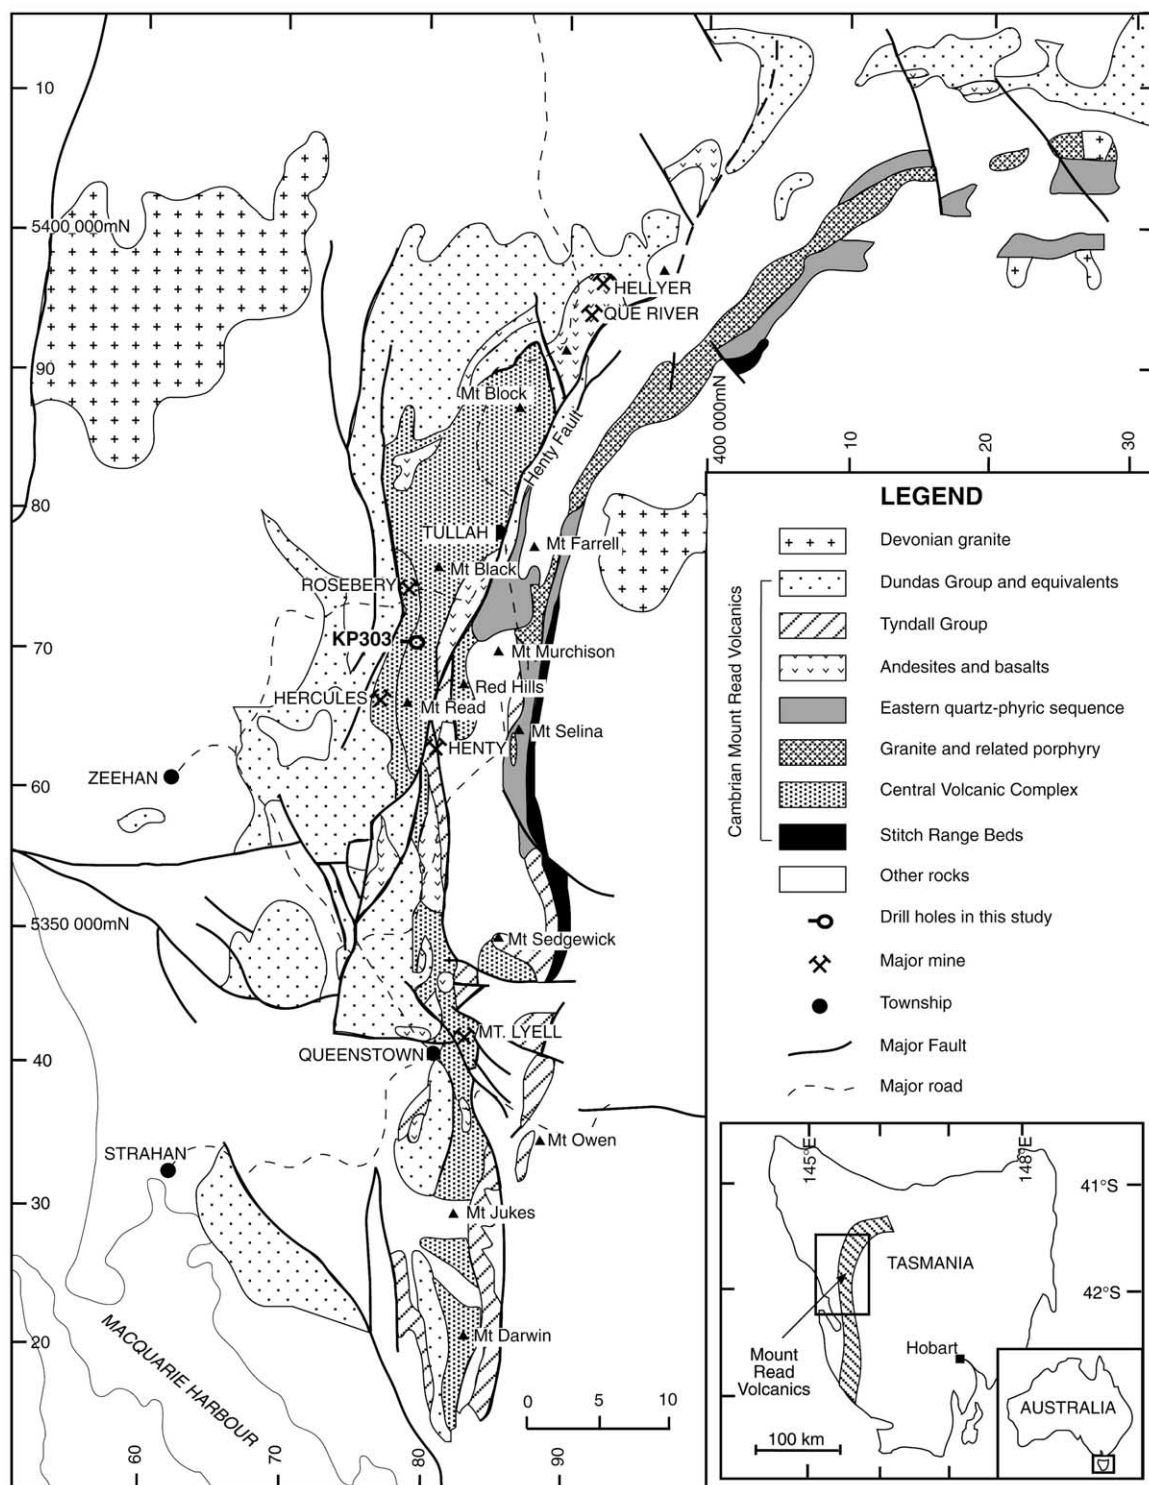 10
5400 000mN
HELLYER
QUE RIVER
90
Mt Block
Henty Fault
400 000mN
10
20
30
80
TULLAH
Mt Farrell
ROSEBERY
Mt Black
KP303
70
Mt Murchison
HERCULES
Red Hills
Mt Read
Mt Selina
HENTY
ZEEHAN
60
5350 000mN
Mt Sedgewick
MT. LYELL
QUEENSTOWN
40
Mt Owen
STRAHAN
30
Mt Jukes
MACQUARIE HARBOUR
20
Mt Darwin
0 5 10
60
70
80
90
LEGEND
Devonian granite
Cambrian Mount Read Volcanics
Dundas Group and equivalents
Tyndall Group
Andesites and basalts
Eastern quartz-phyric sequence
Granite and related porphyry
Central Volcanic Complex
Stitch Range Beds
Other rocks
Drill holes in this study
Major mine
Township
Major Fault
Major road
145°E
148°E
41°S
TASMANIA
42°S
Hobart
Mount
Read
Volcanics
100 km
AUSTRALIA